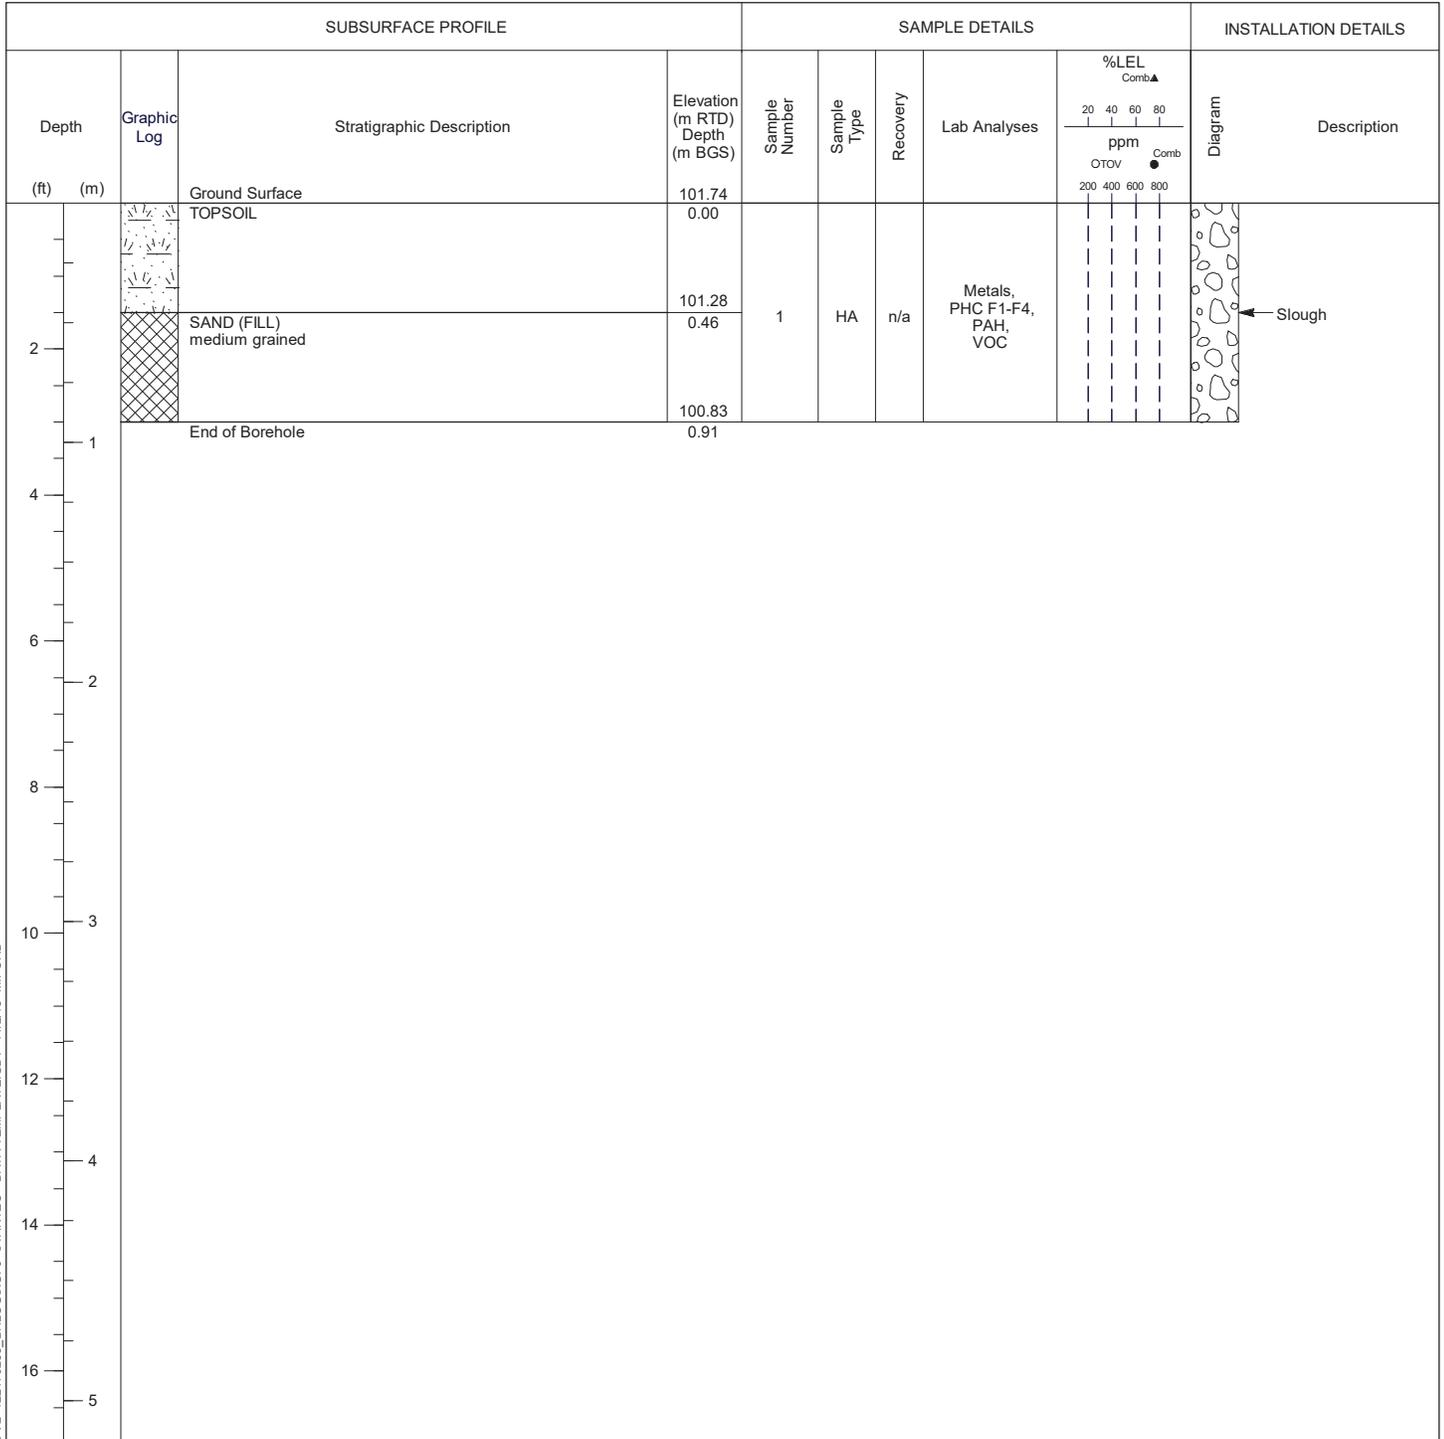 SUBSURFACE PROFILE
SAMPLE DETAILS
INSTALLATION DETAILS
Depth
(ft) (m)
Graphic
Log
Stratigraphic Description
Elevation
(m RTD)
Depth
(m BGS)
Sample
Number
Sample
Type
Recovery
Lab Analyses
%LEL
Comb▲
20 40 60 80
ppm
OTOV
Comb
●
200 400 600 800
Diagram
Description
Ground Surface
101.74
TOPSOIL
0.00
101.28
SAND (FILL)
medium grained
0.46
100.83
End of Borehole
0.91
1
HA
n/a
Metals,
PHC F1-F4,
PAH,
VOC
Slough
2
1
4
6
2
8
3
10
12
4
14
16
5